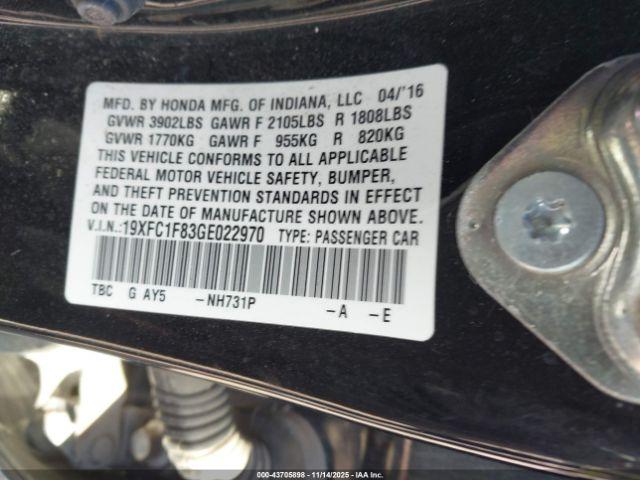 MFD. BY HONDA MFG. OF INDIANA, LLC 04/'16
GVWR 3902LBS GAWR F 2105LBS R 1808LBS
GVWR 1770KG GAWR F 955KG R 820KG
THIS VEHICLE CONFORMS TO ALL APPLICABLE
FEDERAL MOTOR VEHICLE SAFETY, BUMPER,
AND THEFT PREVENTION STANDARDS IN EFFECT
ON THE DATE OF MANUFACTURE SHOWN ABOVE.
V.I.N.:19XFC1F83GE022970 TYPE: PASSENGER CAR
TBC G AY5 -NH731P -A -E
000-43705898 - 11/14/2025 - IAA Inc.